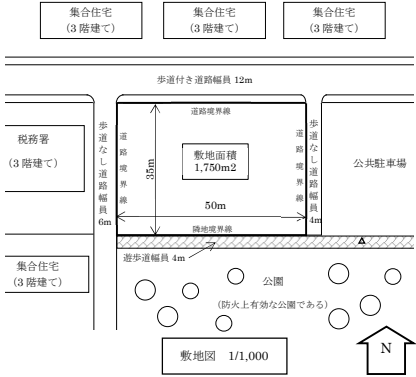 集合住宅
(3 階建て)
集合住宅
(3 階建て)
集合住宅
(3 階建て)
歩道付き道路幅員 12m
道路境界線
税務署
(3 階建て)
歩道なし道路幅員
6m
道路境界線
35m
敷地面積
1,750m2
50m
道路境界線
歩道なし道路幅員
4m
公共駐車場
隣地境界線
遊歩道幅員 4m
集合住宅
(3 階建て)
公園
(防火上有効な公園である)
敷地図 1/1,000
N